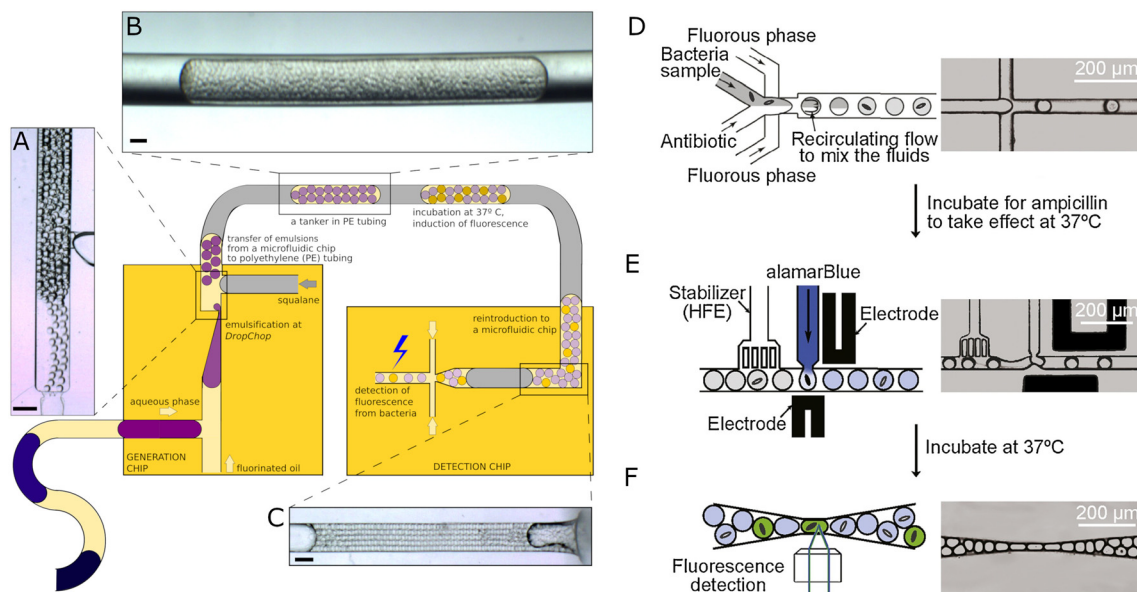 A
B
a tanker in PE tubing
incubation at 37º C,
induction of fluorescence
transfer of emulsions
from a microfluidic chip
to polyethylene (PE) tubing
squalane
emulsification at
DropChop
aqueous phase
GENERATION
CHIP
fluorinated oil
reintroduction to
a microfluidic chip
detection of
fluorescence
from bacteria
DETECTION CHIP
C
D
Fluorous phase
Bacteria
sample
Antibiotic
Recirculating flow
to mix the fluids
Fluorous phase
200 µm
Incubate for ampicillin
to take effect at 37ºC
E
alamarBlue
Stabilizer
(HFE)
Electrode
Electrode
200 µm
Incubate at 37ºC
F
Fluorescence
detection
200 µm